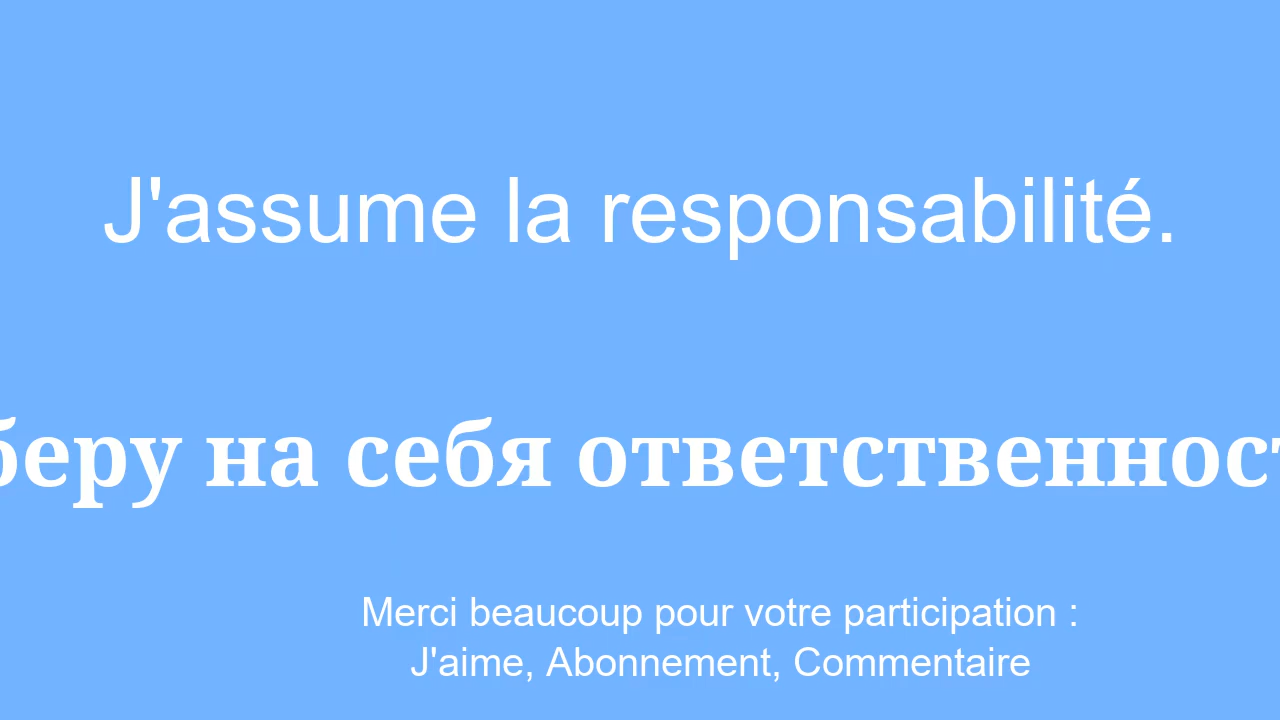 J'assume la responsabilité.
беру на себя ответственност
Merci beaucoup pour votre participation :
J'aime, Abonnement, Commentaire